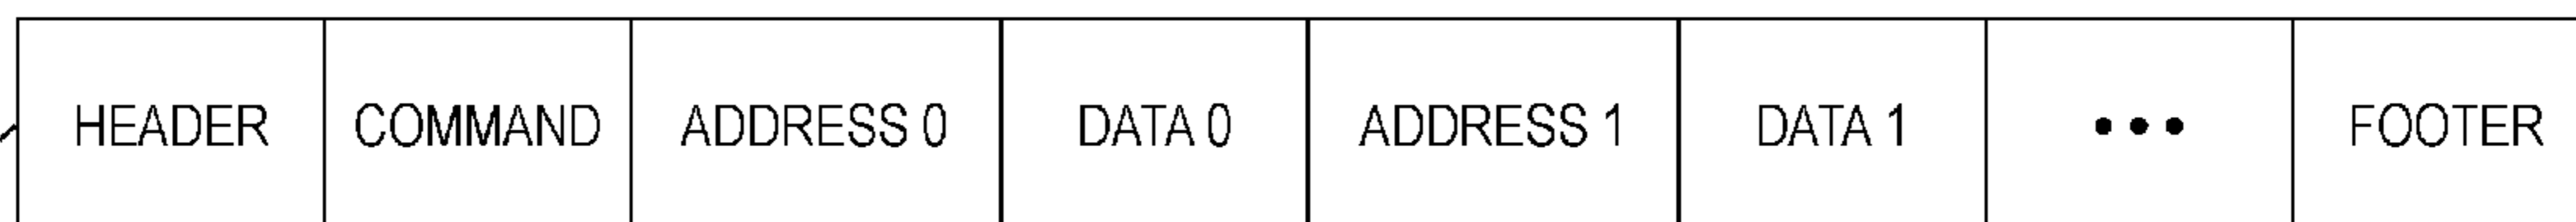 HEADER COMMAND ADDRESS 0 DATA 0 ADDRESS 1 DATA 1 ••• FOOTER